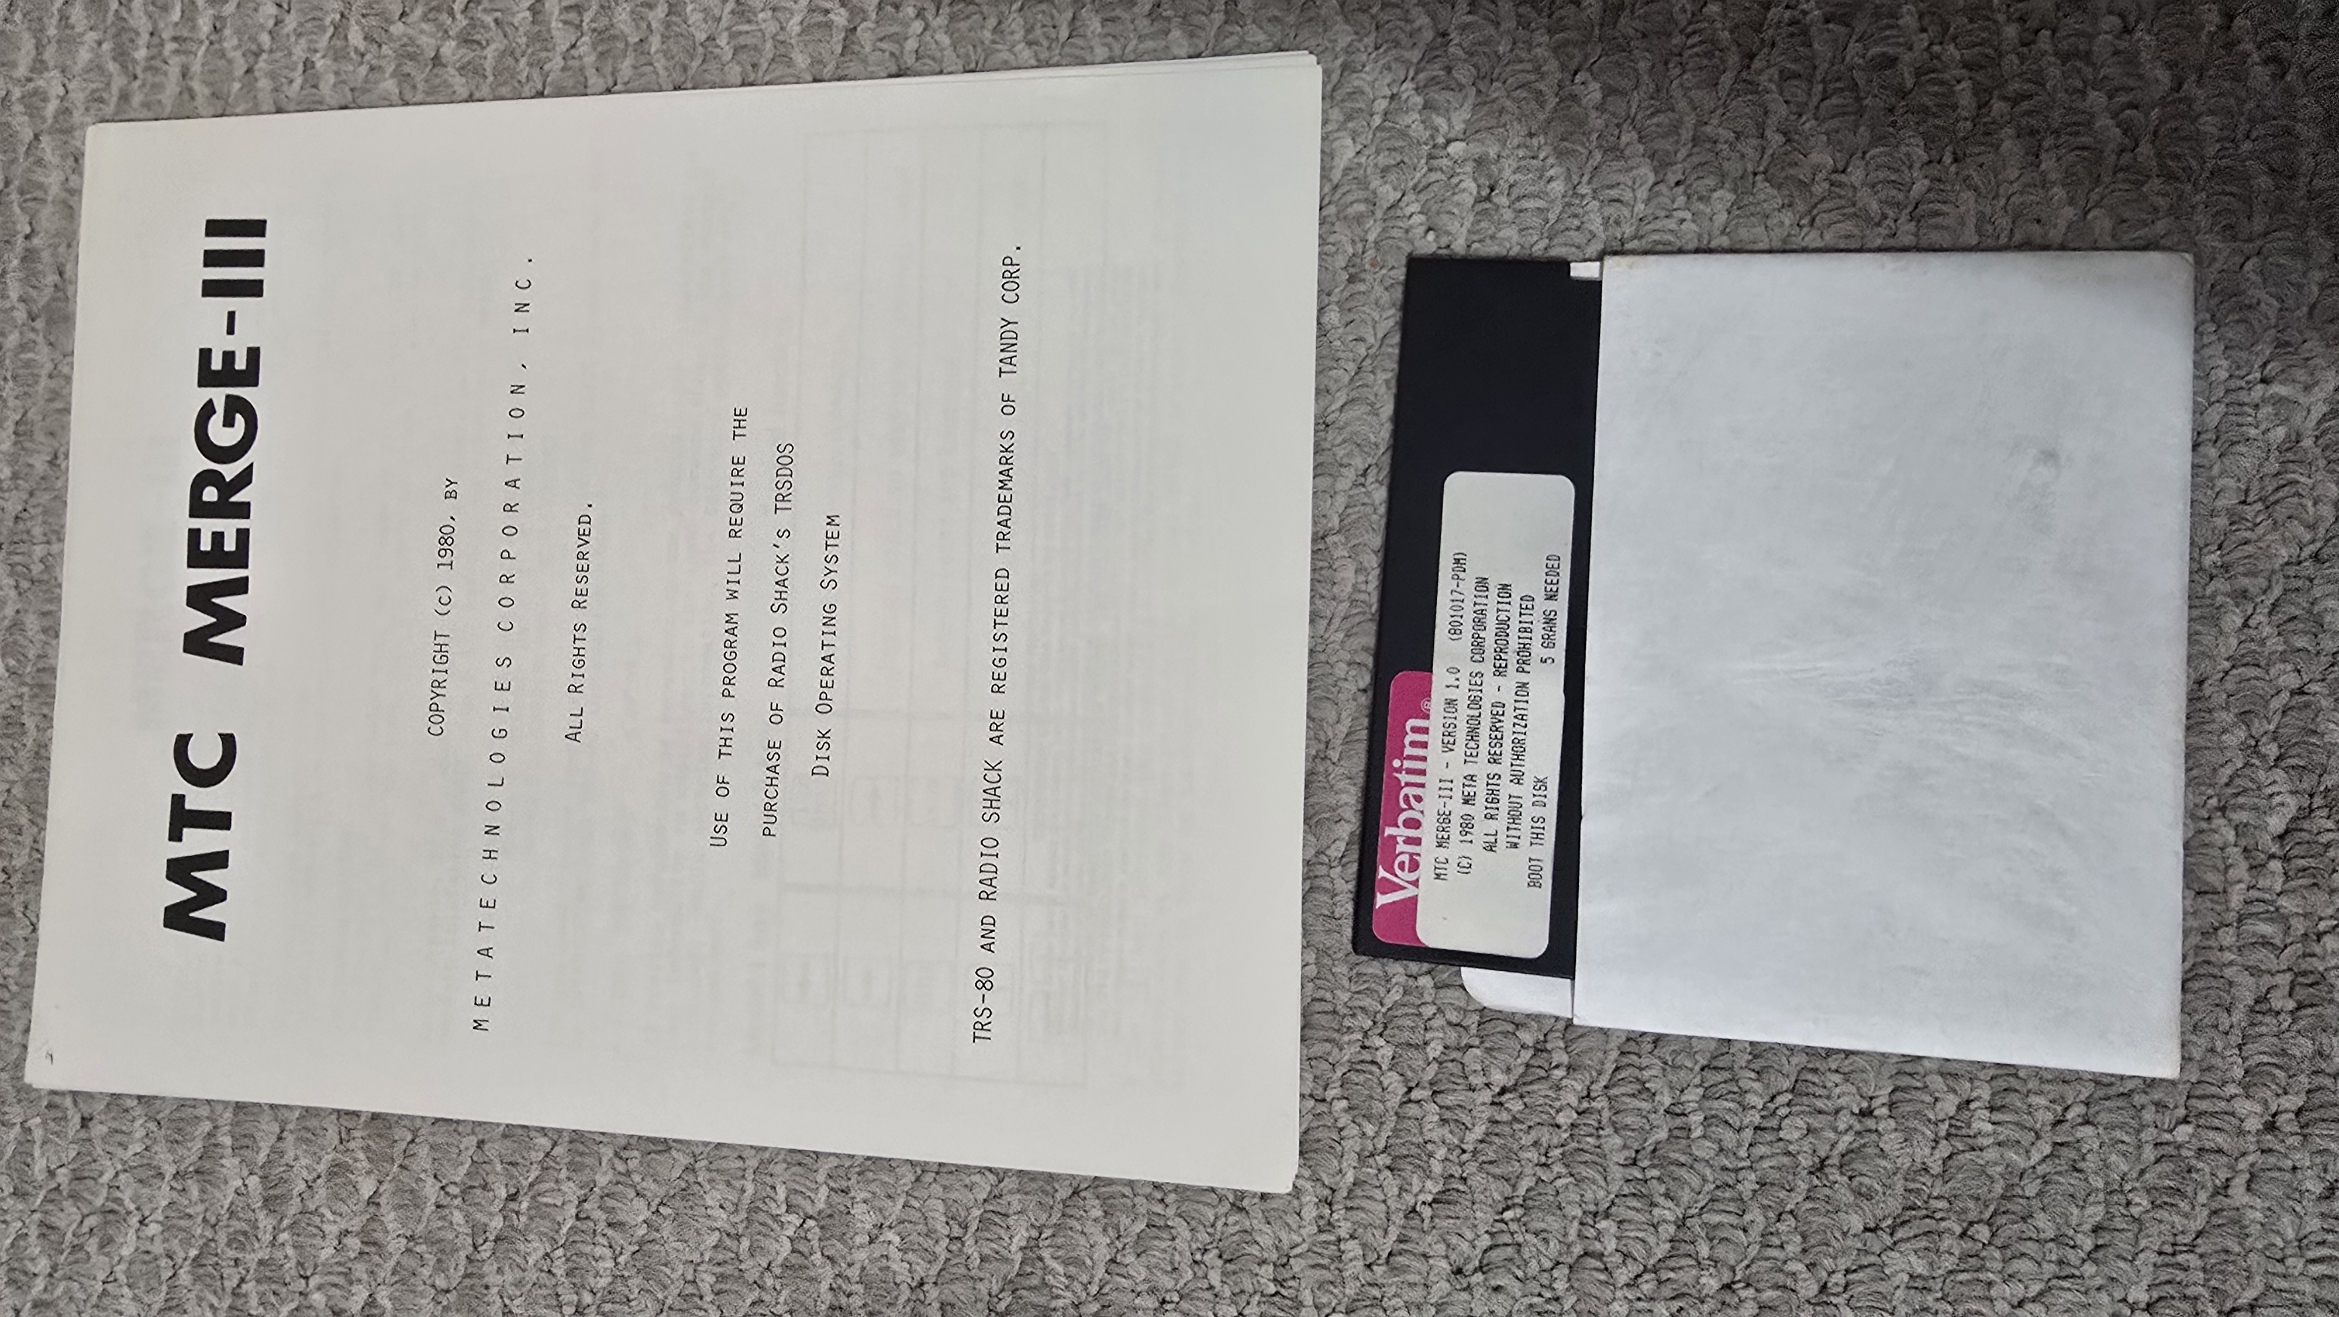 MTC MERGE-III
COPYRIGHT (C) 1980, BY
METATECHNOLOGIES CORPORATION, INC.
ALL RIGHTS RESERVED.
USE OF THIS PROGRAM WILL REQUIRE THE
PURCHASE OF RADIO SHACK'S TRSDOS
DISK OPERATING SYSTEM
TRS-80 AND RADIO SHACK ARE REGISTERED TRADEMARKS OF TANDY CORP.
Verbatim®
MTC MERGE-III - VERSION 1.0 (801017-PDM)
(C) 1980 META TECHNOLOGIES CORPORATION
ALL RIGHTS RESERVED - REPRODUCTION
WITHOUT AUTHORIZATION PROHIBITED
BOOT THIS DISK 5 GRANS NEEDED